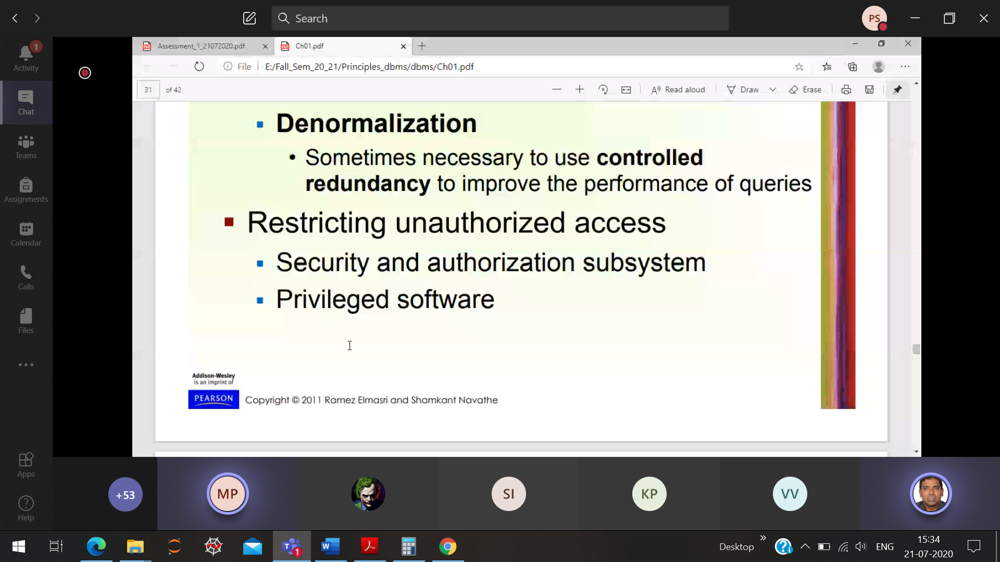 Search
PS
Assessment_1_21072020.pdf
Ch01.pdf
File
E:/Fall_Sem_20_21/Principles_dbms/dbms/Ch01.pdf
31 of 42
Read aloud
Draw
Erase
1
Activity
Chat
Teams
Assignments
Calendar
Calls
Files
Apps
Help
Denormalization
• Sometimes necessary to use controlled
redundancy to improve the performance of queries
Restricting unauthorized access
Security and authorization subsystem
Privileged software
Addison-Wesley
is an imprint of
PEARSON
Copyright © 2011 Ramez Elmasri and Shamkant Navathe
+53
MP
SI
KP
VV
1
Desktop
ENG
15:34
21-07-2020